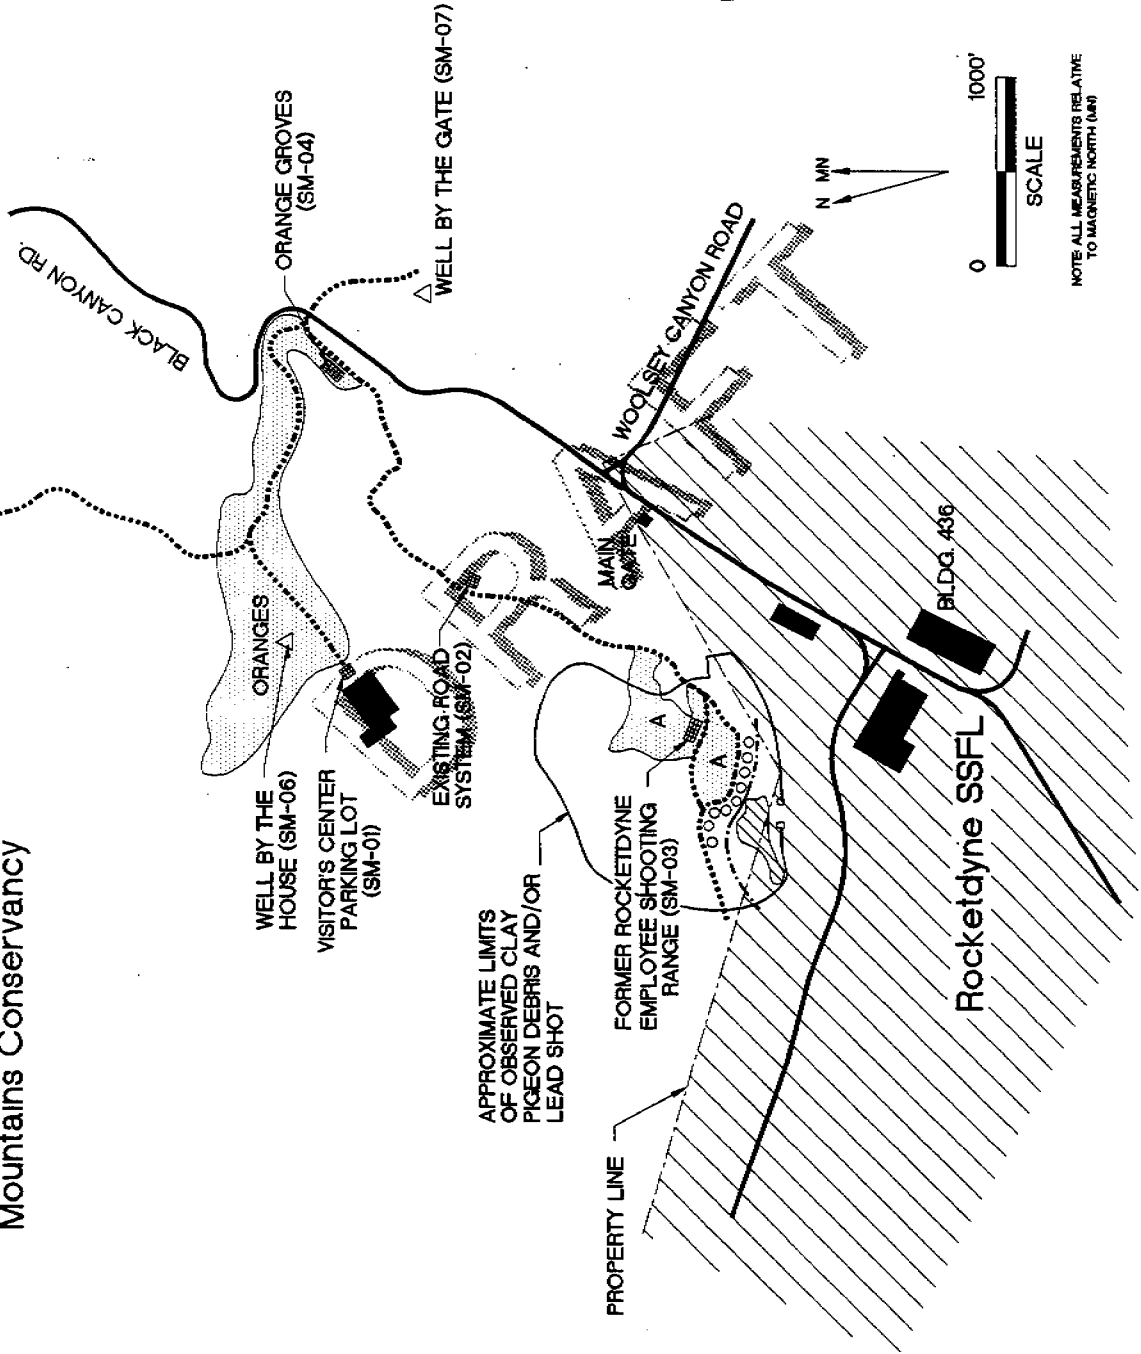 Mountains Conservancy
BLACK CANYON RD.
ORANGE GROVES
(SM-04)
WELL BY THE GATE (SM-07)
ORANGES
WELL BY THE
HOUSE (SM-06)
VISITOR'S CENTER
PARKING LOT
(SM-01)
EXISTING ROAD
SYSTEM (SM-02)
WOOLSEY CANYON ROAD
MAIN
GATE
APPROXIMATE LIMITS
OF OBSERVED CLAY
PIGEON DEBRIS AND/OR
LEAD SHOT
FORMER ROCKETDYNE
EMPLOYEE SHOOTING
RANGE (SM-03)
A
A
PROPERTY LINE
BLDG. 436
Rocketdyne SSFL
N MN
0 1000'
SCALE
NOTE: ALL MEASUREMENTS RELATIVE
TO MAGNETIC NORTH (MN)
DRAFT